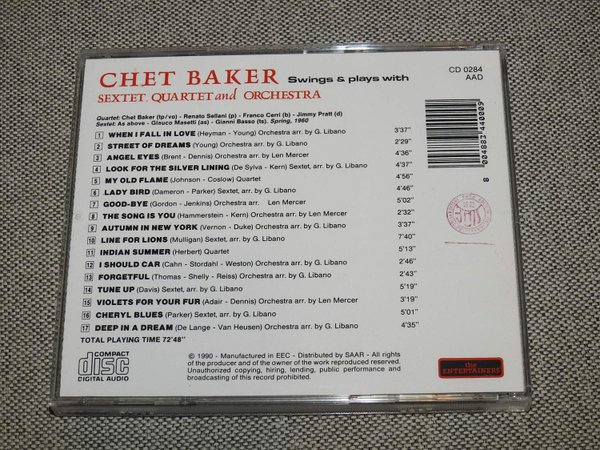 CHET BAKER Swings & plays with
SEXTET, QUARTET and ORCHESTRA
CD 0284
AAD
Quartet: Chet Baker (tp/vo) - Renato Sellani (p) - Franco Cerri (b) - Jimmy Pratt (d)
Sextet: As above - Glauco Masetti (as) - Gianni Basso (ts). Spring, 1960
1 WHEN I FALL IN LOVE (Heyman - Young) Orchestra arr. by G. Libano 3'37"
2 STREET OF DREAMS (Young) Orchestra arr. by G. Libano 2'29"
3 ANGEL EYES (Brent - Dennis) Orchestra arr. by Len Mercer 4'36"
4 LOOK FOR THE SILVER LINING (De Sylva - Kern) Sextet arr. by G. Libano 4'37"
5 MY OLD FLAME (Johnson - Coslow) Quartet 4'56"
6 LADY BIRD (Dameron - Parker) Sextet, arr. by G. Libano 4'46"
7 GOOD-BYE (Gordon - Jenkins) Orchestra arr. Len Mercer 5'02"
8 THE SONG IS YOU (Hammerstein - Kern) Orchestra arr. by Len Mercer 2'32"
9 AUTUMN IN NEW YORK (Vernon - Duke) Orchestra arr. by G. Libano 3'37"
10 LINE FOR LIONS (Mulligan) Sextet, arr. by G. Libano 7'40"
11 INDIAN SUMMER (Herbert) Quartet 5'13"
12 I SHOULD CAR (Cahn - Stordahl - Weston) Orchestra arr. by G. Libano 2'46"
13 FORGETFUL (Thomas - Shelly - Reiss) Orchestra arr. by G. Libano 2'43"
14 TUNE UP (Davis) Sextet, arr. by G. Libano 5'19"
15 VIOLETS FOR YOUR FUR (Adair - Dennis) Orchestra arr. by Len Mercer 3'19"
16 CHERYL BLUES (Parker) Sextet, arr. by G. Libano 5'01"
17 DEEP IN A DREAM (De Lange - Van Heusen) Orchestra arr. by G. Libano 4'35"
TOTAL PLAYING TIME 72'48"
8 004883 440009
COMPACT
disc
DIGITAL AUDIO
© 1990 - Manufactured in EEC - Distributed by SAAR - All rights
of the producer and of the owner of the work reproduced reserved.
Unauthorized copying, hiring, lending, public performance and
broadcasting of this record prohibited.
the
ENTERTAINERS